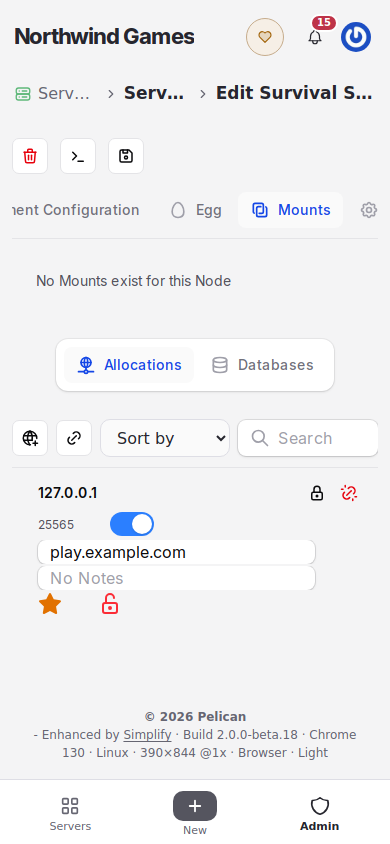 Northwind Games
15
Serv... > Serv... > Edit Survival S...
nent Configuration Egg Mounts
No Mounts exist for this Node
Allocations Databases
Sort by Search
127.0.0.1
25565
play.example.com
No Notes
© 2026 Pelican
- Enhanced by Simplify · Build 2.0.0-beta.18 · Chrome
130 · Linux · 390×844 @1x · Browser · Light
Servers New Admin